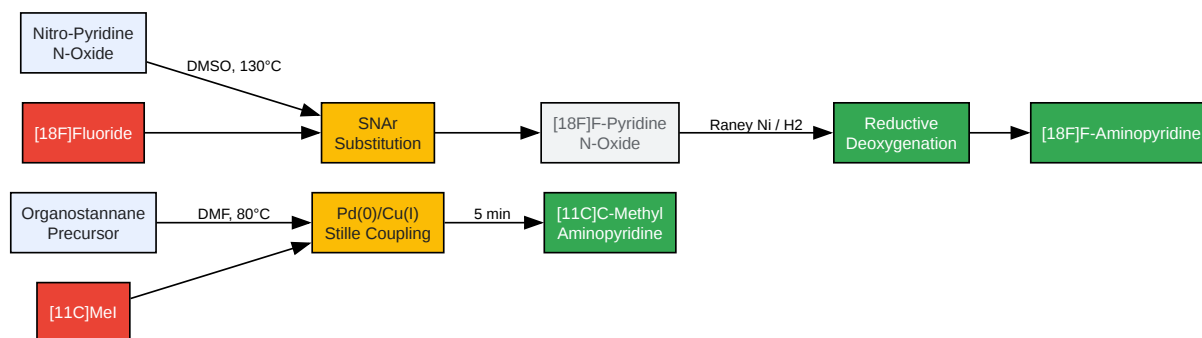 Nitro-Pyridine
N-Oxide
DMSO, 130°C
[18F]Fluoride
SNAr
Substitution
[18F]F-Pyridine
N-Oxide
Raney Ni / H2
Reductive
Deoxygenation
[18F]F-Aminopyridine
Organostannane
Precursor
DMF, 80°C
Pd(0)/Cu(I)
Stille Coupling
5 min
[11C]C-Methyl
Aminopyridine
[11C]MeI